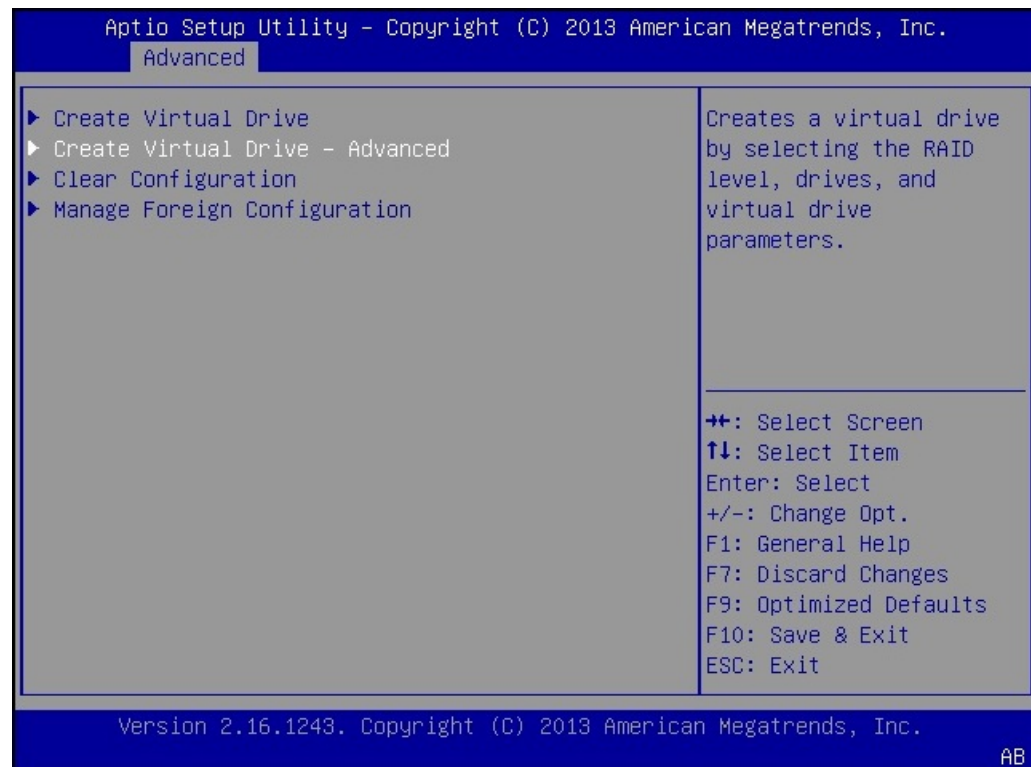 Aptio Setup Utility – Copyright (C) 2013 American Megatrends, Inc.
Advanced
Create Virtual Drive
Create Virtual Drive – Advanced
Clear Configuration
Manage Foreign Configuration
Creates a virtual drive
by selecting the RAID
level, drives, and
virtual drive
parameters.
→←: Select Screen
↑↓: Select Item
Enter: Select
+/-: Change Opt.
F1: General Help
F7: Discard Changes
F9: Optimized Defaults
F10: Save & Exit
ESC: Exit
Version 2.16.1243. Copyright (C) 2013 American Megatrends, Inc.
AB